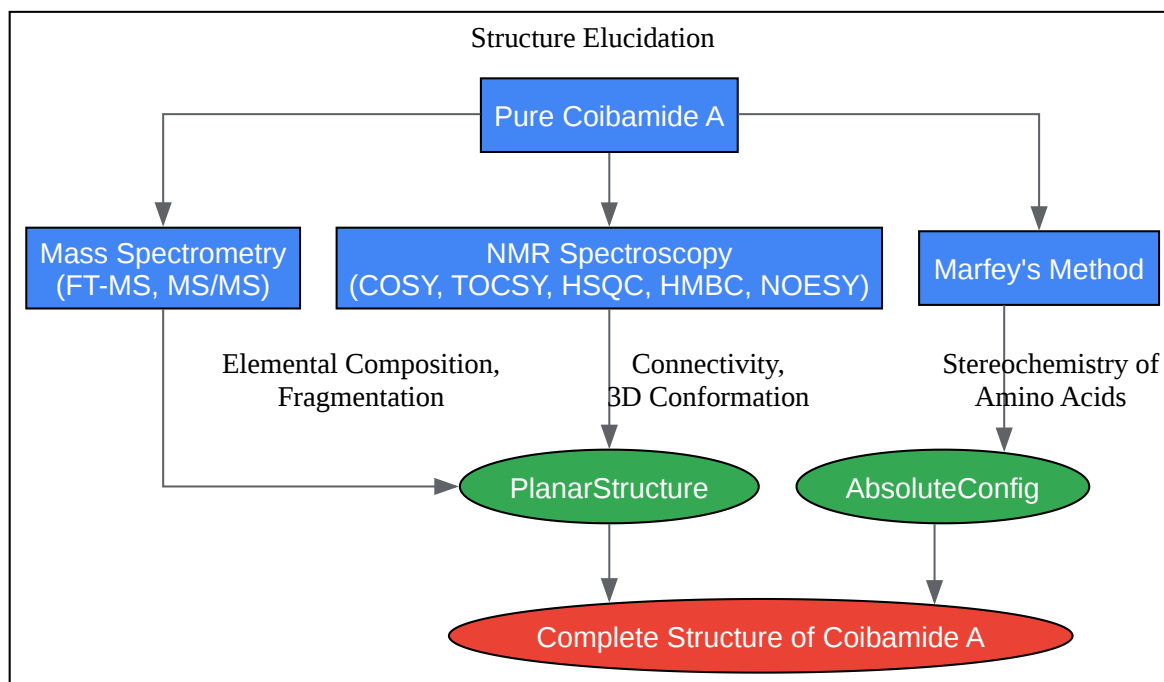 Structure Elucidation
Pure Coibamide A
Mass Spectrometry
(FT-MS, MS/MS)
NMR Spectroscopy
(COSY, TOCSY, HSQC, HMBC, NOESY)
Marfey's Method
Elemental Composition,
Fragmentation
Connectivity,
3D Conformation
Stereochemistry of
Amino Acids
PlanarStructure
AbsoluteConfig
Complete Structure of Coibamide A